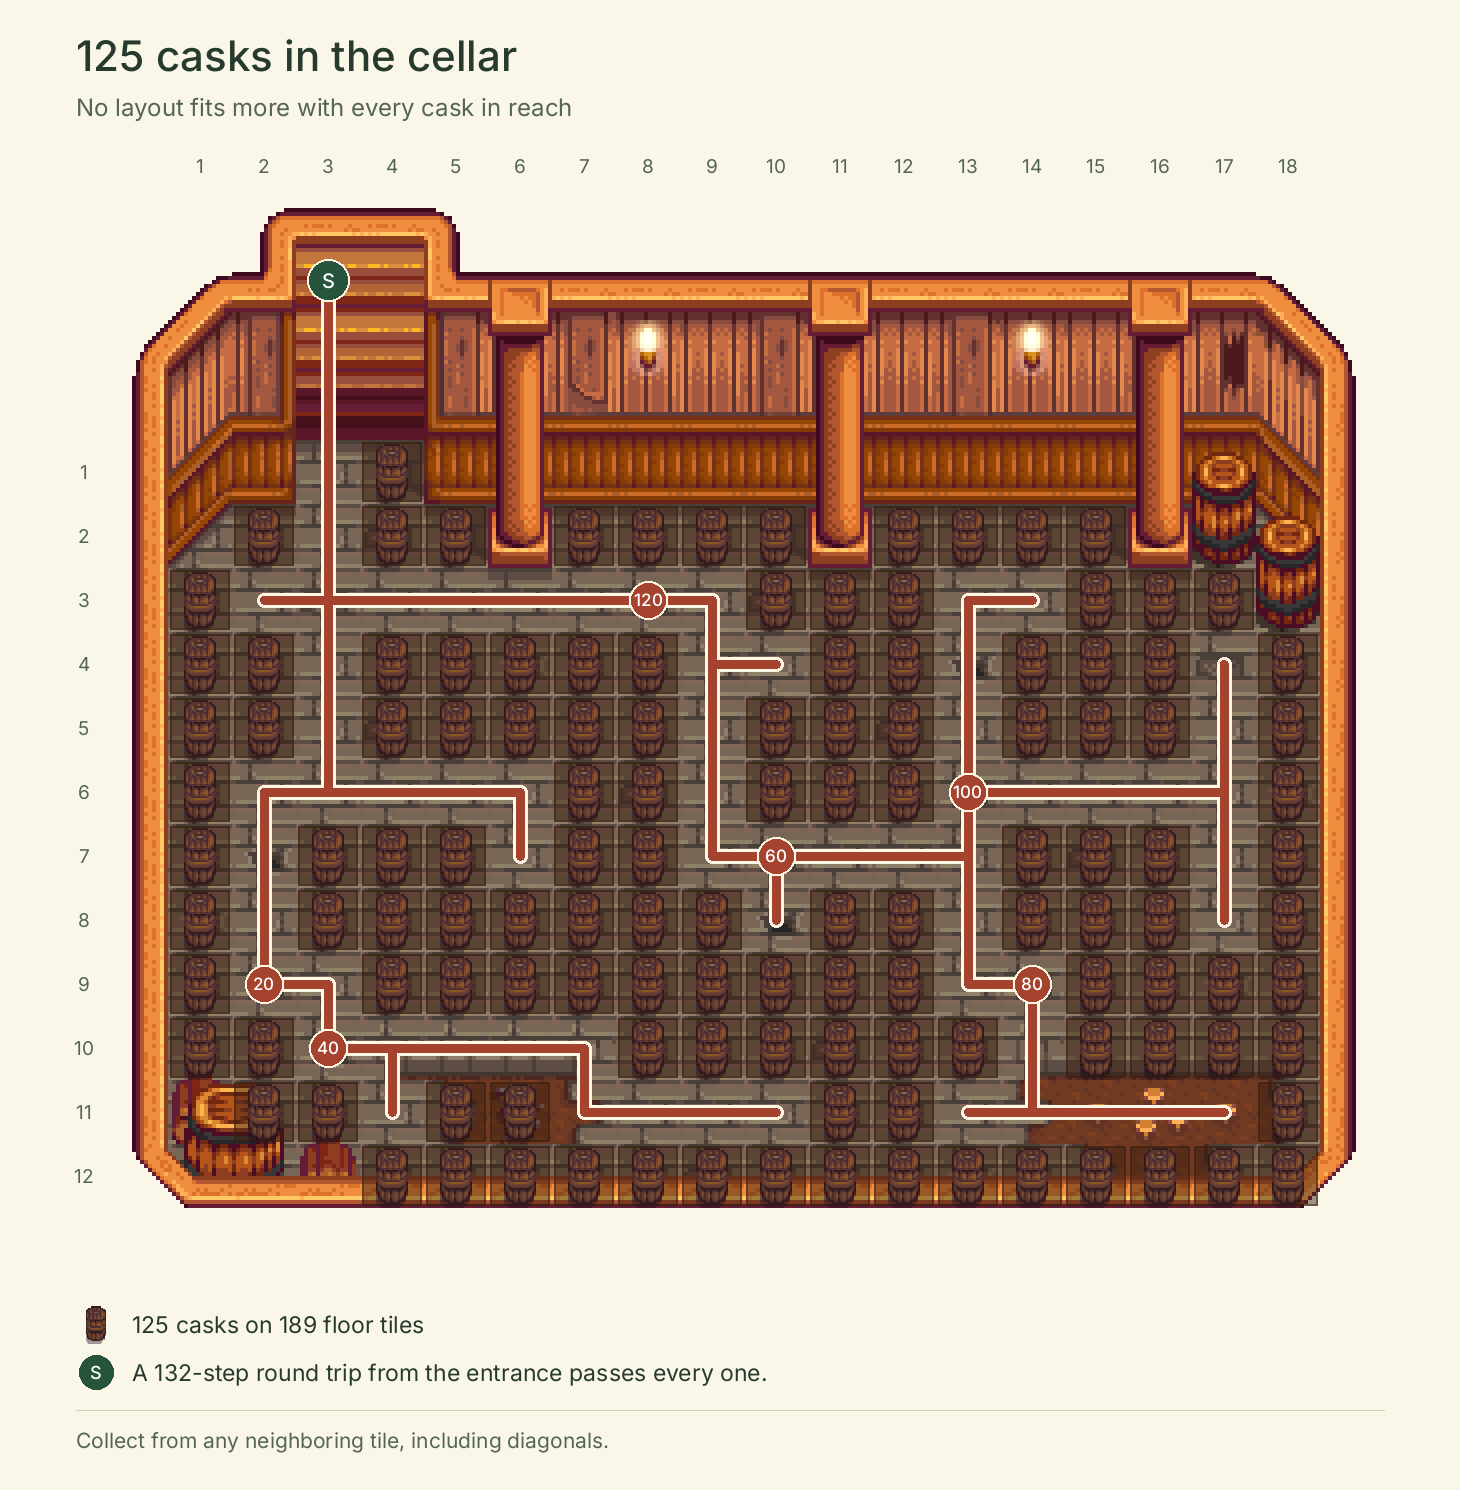 125 casks in the cellar
No layout fits more with every cask in reach
1 2 3 4 5 6 7 8 9 10 11 12 13 14 15 16 17 18
S
1
2
3 120
4
5
6 100
7 60
8
9 20 80
10 40
11
12
125 casks on 189 floor tiles
S A 132-step round trip from the entrance passes every one.
Collect from any neighboring tile, including diagonals.